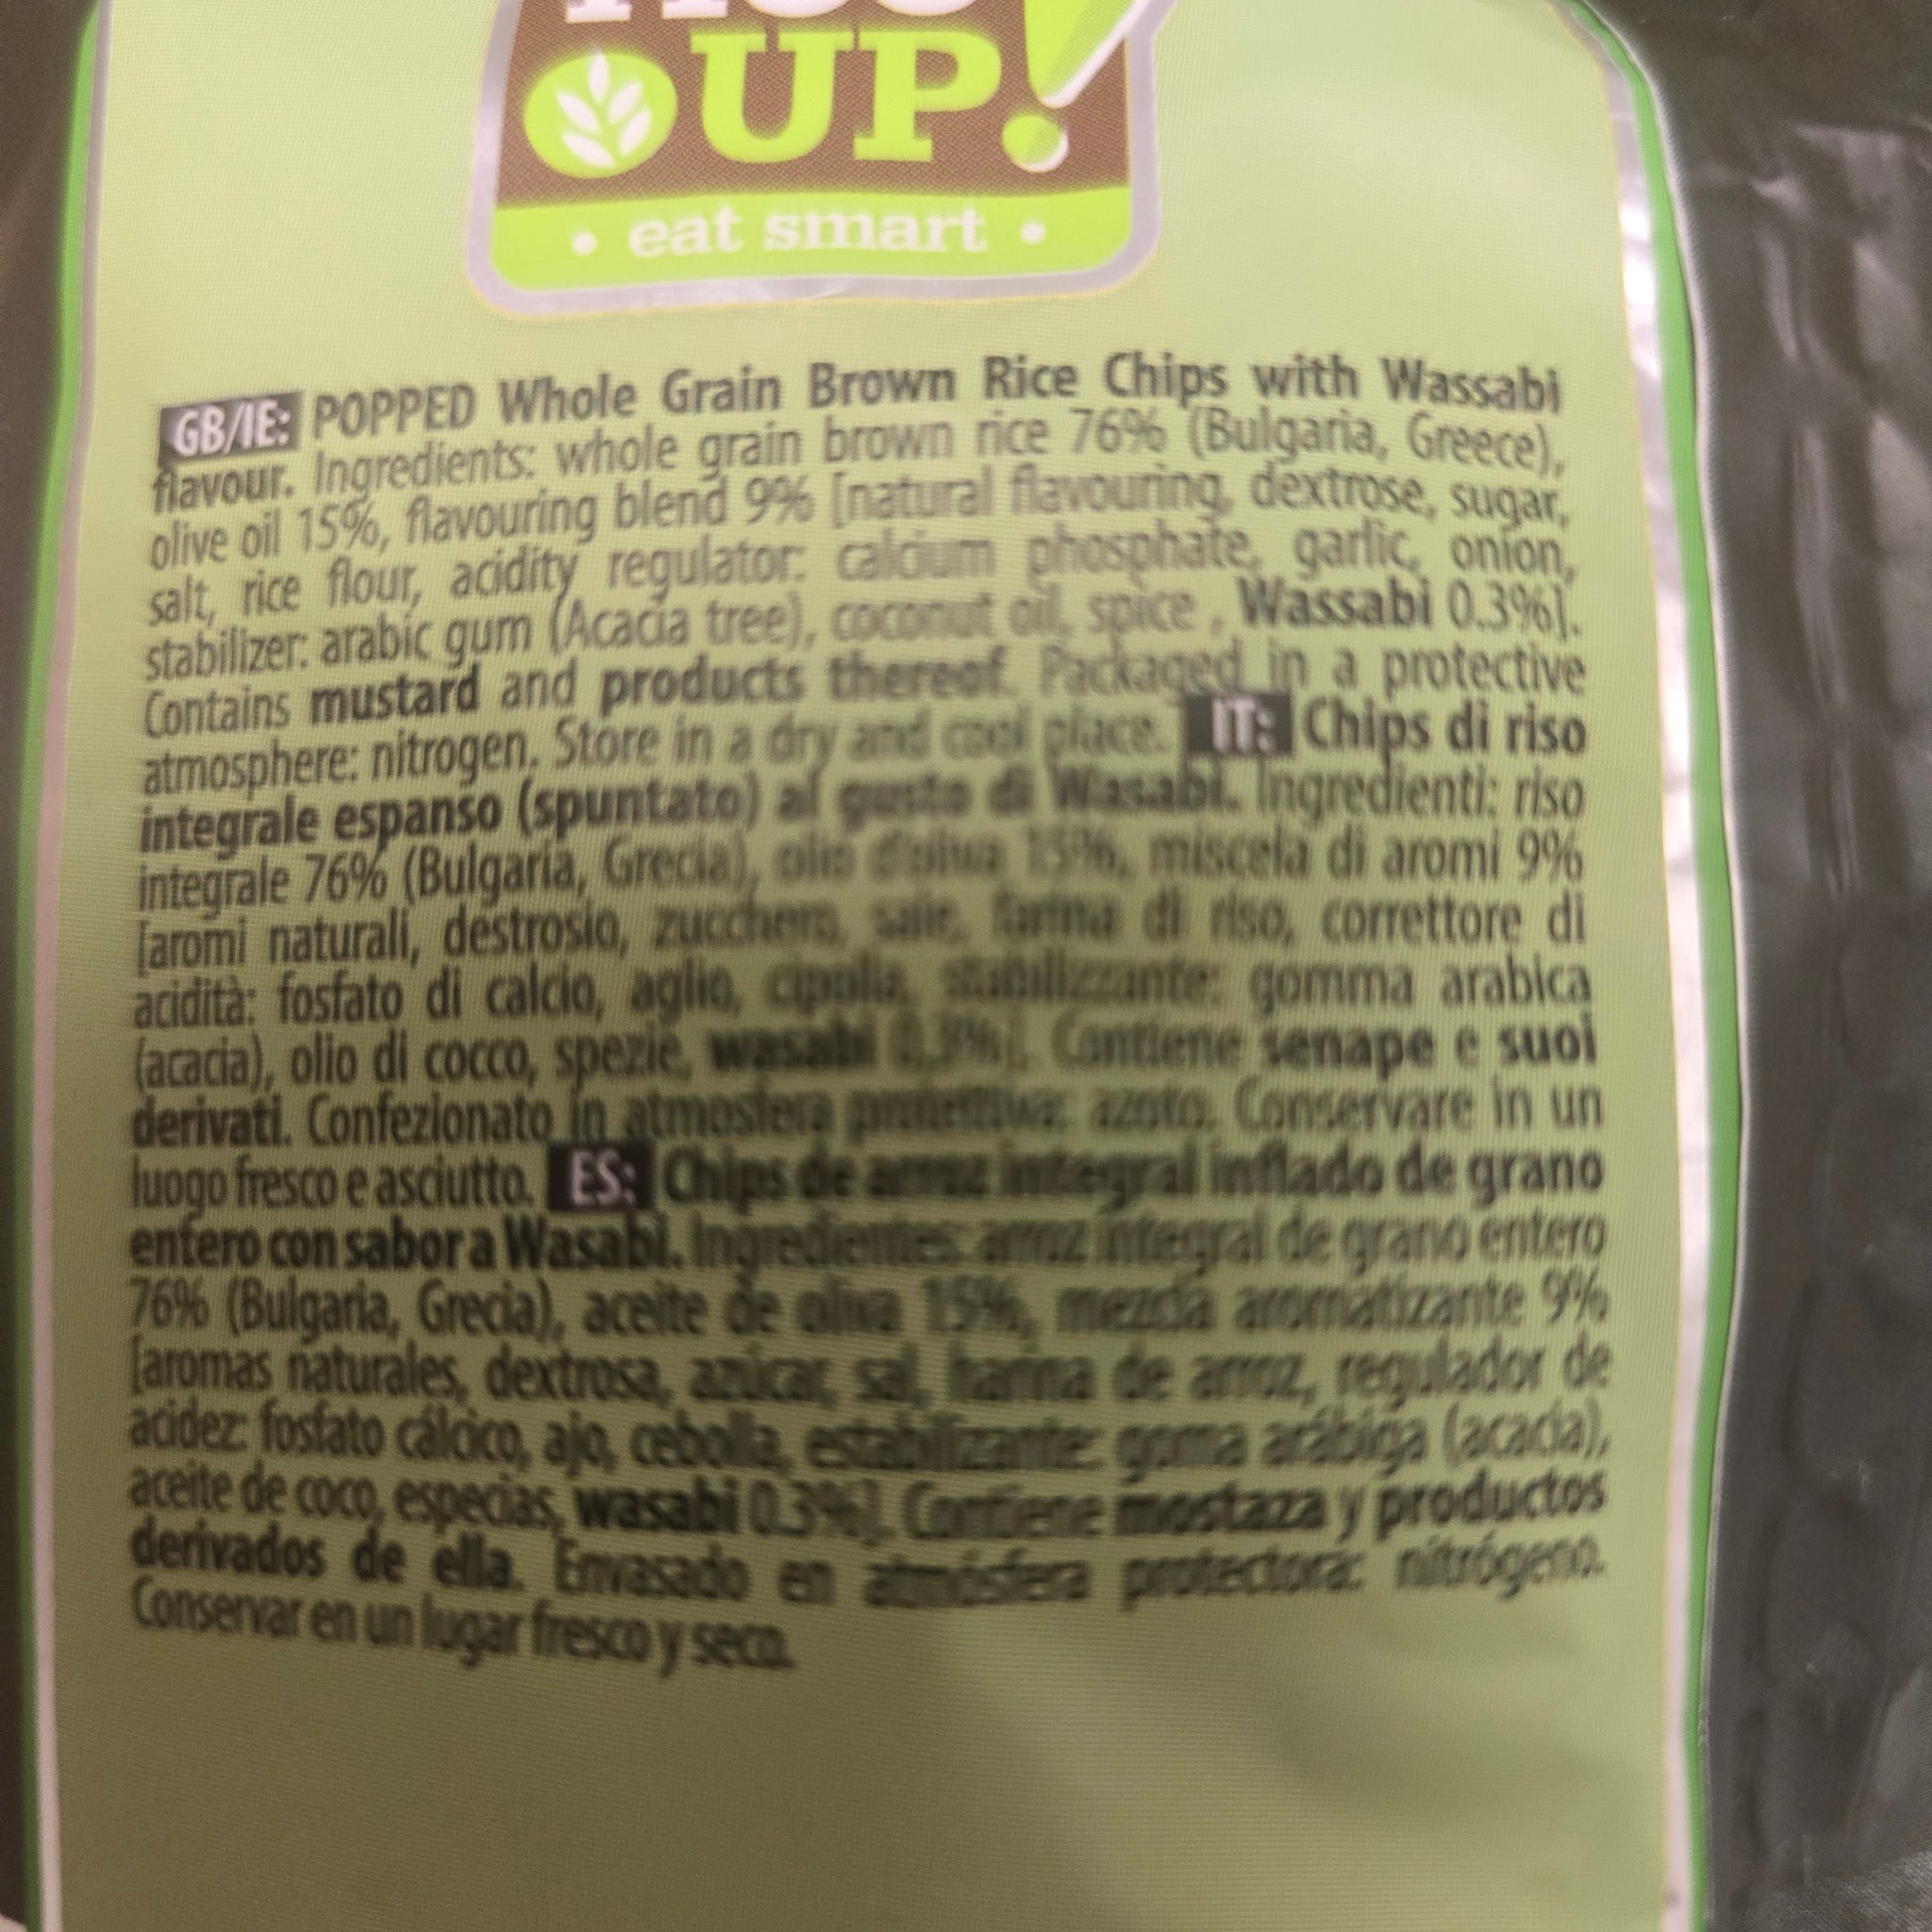 UP!
• eat smart •
GB/IE: POPPED Whole Grain Brown Rice Chips with Wassabi
flavour. Ingredients: whole grain brown rice 76% (Bulgaria, Greece),
olive oil 15%, flavouring blend 9% [natural flavouring, dextrose, sugar,
salt, rice flour, acidity regulator: calcium phosphate, garlic, onion,
stabilizer: arabic gum (Acacia tree), coconut oil, spice , Wassabi 0.3%].
Contains mustard and products thereof. Packaged in a protective
atmosphere: nitrogen. Store in a dry and cool place. IT: Chips di riso
integrale espanso (spuntato) al gusto di Wasabi. Ingredienti: riso
integrale 76% (Bulgaria, Grecia), olio d'oliva 15%, miscela di aromi 9%
[aromi naturali, destrosio, zucchero, sale, farina di riso, correttore di
acidità: fosfato di calcio, aglio, cipolla, stabilizzante: gomma arabica
(acacia), olio di cocco, spezie, wasabi 0,3%]. Contiene senape e suoi
derivati. Confezionato in atmosfera protettiva: azoto. Conservare in un
luogo fresco e asciutto. ES: Chips de arroz integral inflado de grano
entero con sabor a Wasabi. Ingredientes: arroz integral de grano entero
76% (Bulgaria, Grecia), aceite de oliva 15%, mezcla aromatizante 9%
[aromas naturales, dextrosa, azúcar, sal, harina de arroz, regulador de
acidez: fosfato cálcico, ajo, cebolla, estabilizante: goma arábiga (acacia),
aceite de coco, especias, wasabi 0.3%]. Contiene mostaza y productos
derivados de ella. Envasado en atmósfera protectora: nitrógeno.
Conservar en un lugar fresco y seco.